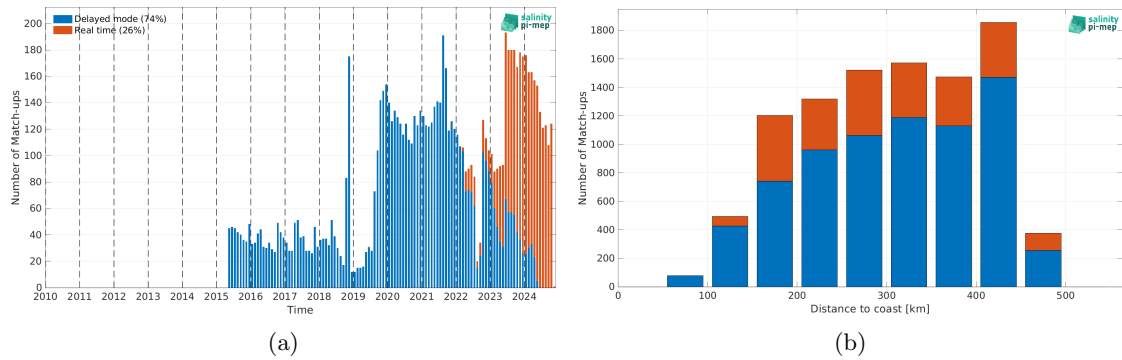 Delayed mode (74%)
Real time (26%)
salinity
pi-mep
Number of Match-ups
200
180
160
140
120
100
80
60
40
20
0
2010 2011 2012 2013 2014 2015 2016 2017 2018 2019 2020 2021 2022 2023 2024
Time
(a)
salinity
pi-mep
Number of Match-ups
1800
1600
1400
1200
1000
800
600
400
200
0
0 100 200 300 400 500
Distance to coast [km]
(b)